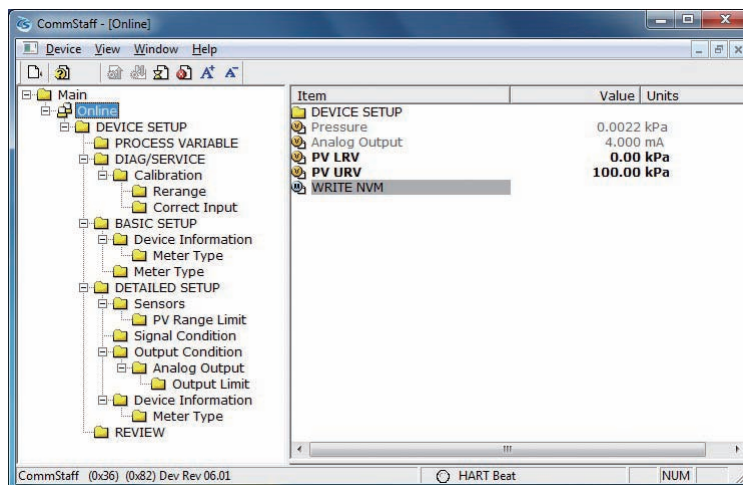 CommStaff - [Online]
Device View Window Help
Main
Online
DEVICE SETUP
PROCESS VARIABLE
DIAG/SERVICE
Calibration
Rerange
Correct Input
BASIC SETUP
Device Information
Meter Type
Meter Type
DETAILED SETUP
Sensors
PV Range Limit
Signal Condition
Output Condition
Analog Output
Output Limit
Device Information
Meter Type
REVIEW
Item Value Units
DEVICE SETUP
Pressure 0.0022 kPa
Analog Output 4.000 mA
PV LRV 0.00 kPa
PV URV 100.00 kPa
WRITE NVM
CommStaff (0x36) (0x82) Dev Rev 06.01 HART Beat NUM